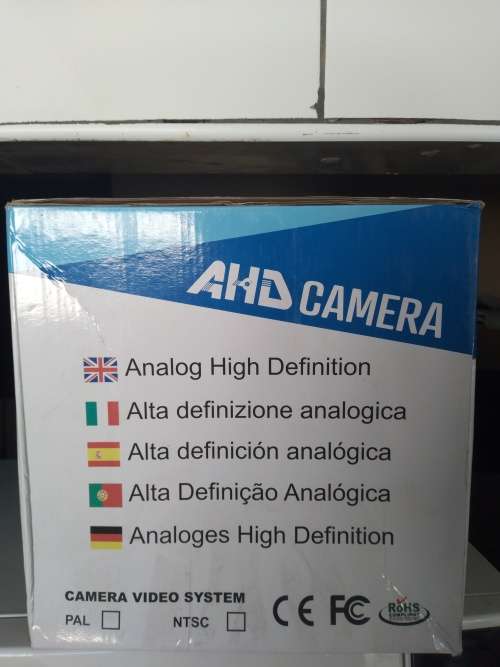 AHD CAMERA
Analog High Definition
Alta definizione analogica
Alta definición analógica
Alta Definição Analógica
Analoges High Definition
CAMERA VIDEO SYSTEM
PAL NTSC CE FC RoHS
COMPLIANT